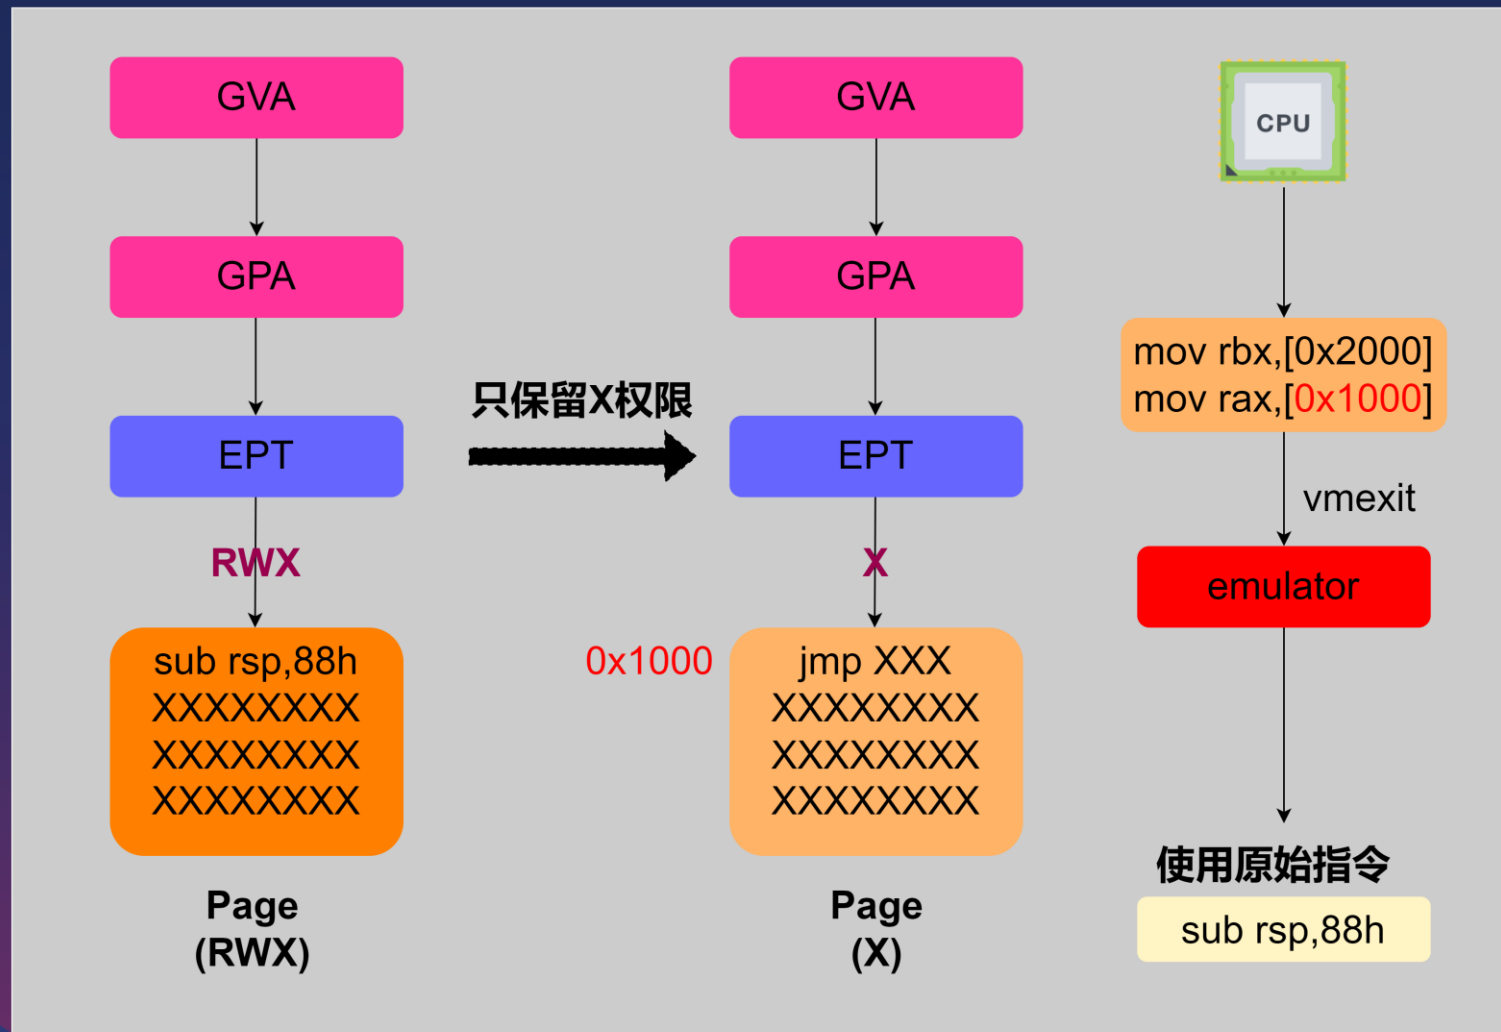 GVA
GPA
EPT
RWX
sub rsp,88h
XXXXXXXX
XXXXXXXX
XXXXXXXX
Page
(RWX)
只保留X权限
GVA
GPA
EPT
X
0x1000
jmp XXX
XXXXXXXX
XXXXXXXX
XXXXXXXX
Page
(X)
CPU
mov rbx,[0x2000]
mov rax,[0x1000]
vmexit
emulator
使用原始指令
sub rsp,88h